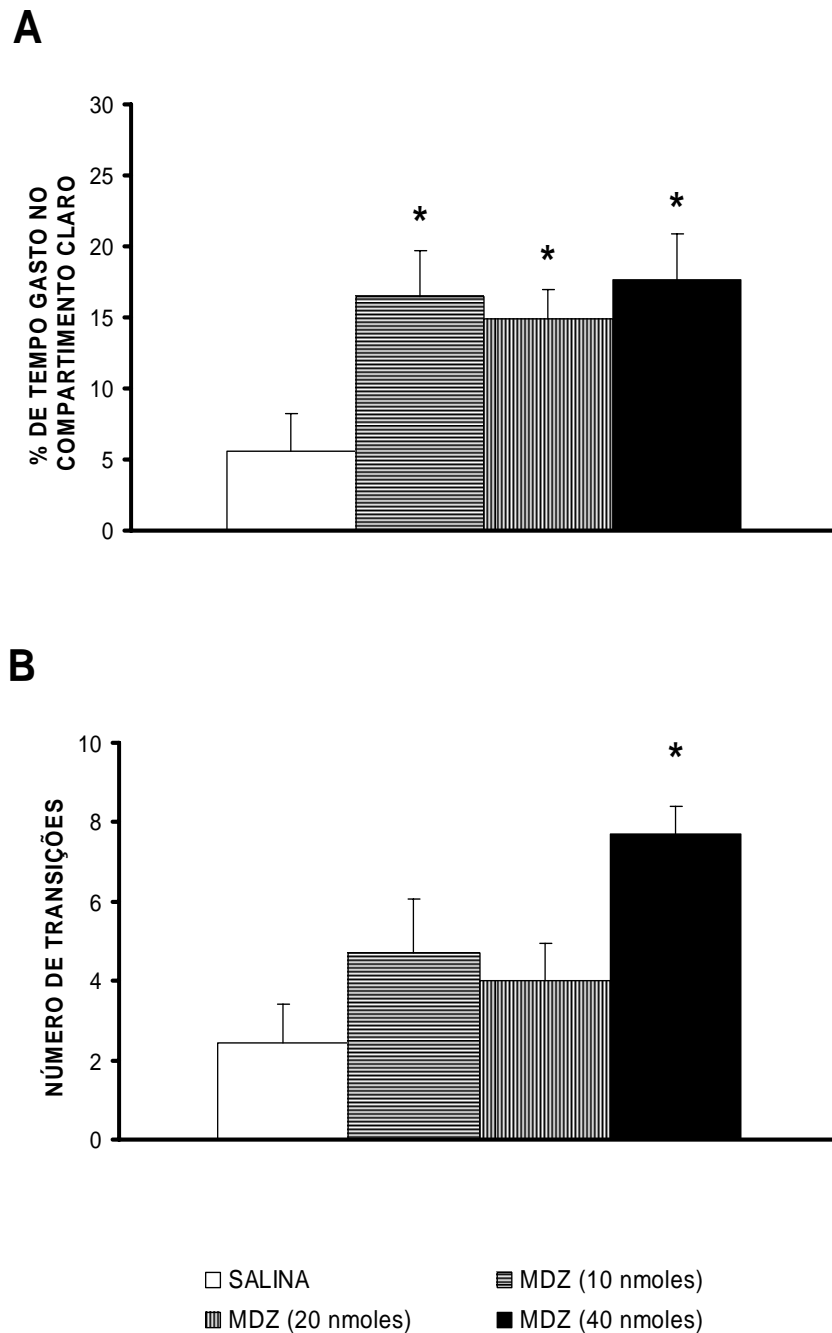 A
30
25
20
15
10
5
0
% DE TEMPO GASTO NO
COMPARTIMENTO CLARO
*
*
*
B
10
8
6
4
2
0
NÚMERO DE TRANSIÇÕES
*
SALINA
MDZ (10 nmoles)
MDZ (20 nmoles)
MDZ (40 nmoles)